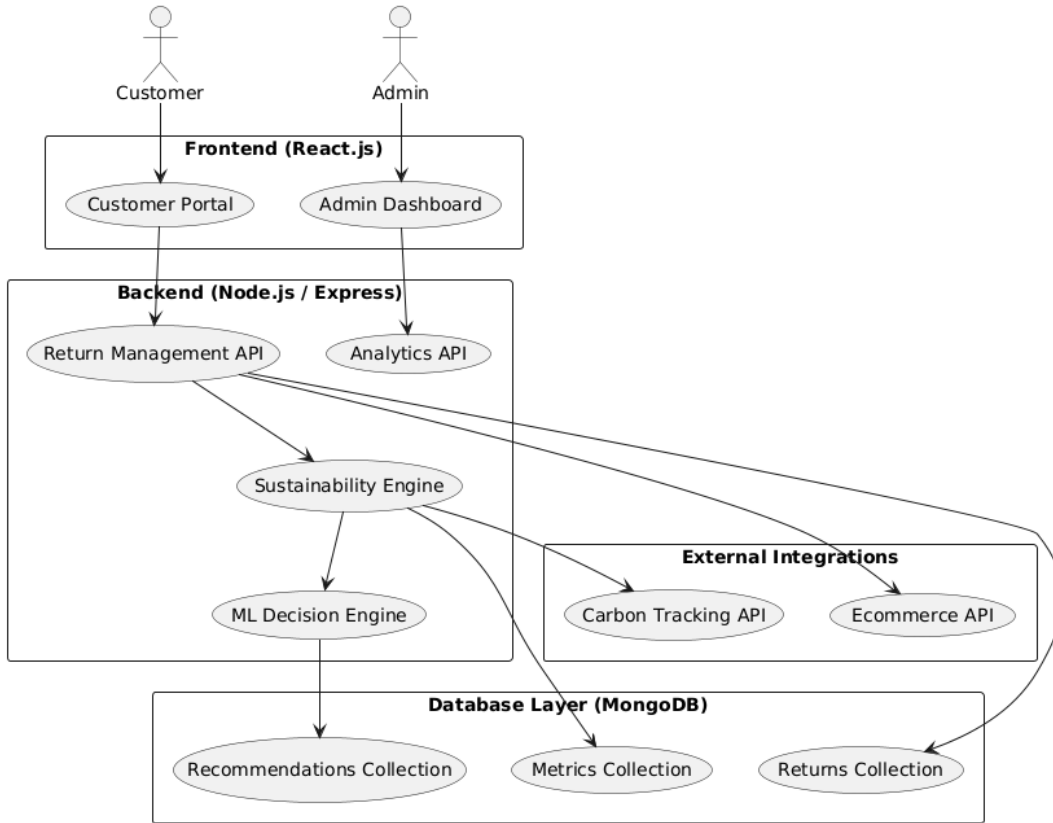 Customer
Admin
Frontend (React.js)
Customer Portal
Admin Dashboard
Backend (Node.js / Express)
Return Management API
Analytics API
Sustainability Engine
External Integrations
ML Decision Engine
Carbon Tracking API
Ecommerce API
Database Layer (MongoDB)
Recommendations Collection
Metrics Collection
Returns Collection